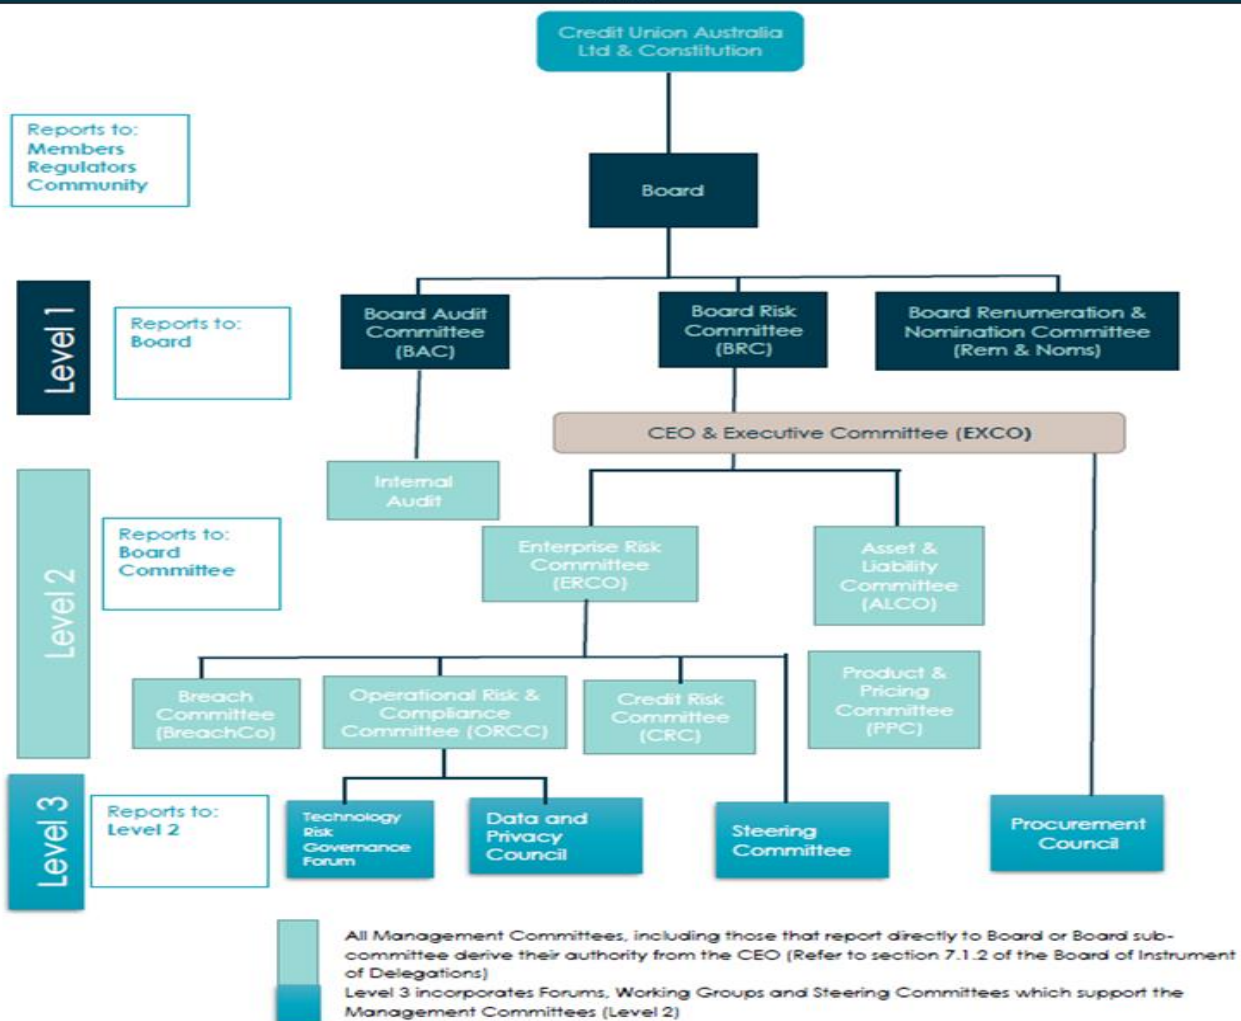 Credit Union Australia
Ltd & Constitution
Reports to:
Members
Regulators
Community
Board
Level 1
Reports to:
Board
Board Audit
Committee
(BAC)
Board Risk
Committee
(BRC)
Board Renumeration &
Nomination Committee
(Rem & Noms)
CEO & Executive Committee (EXCO)
Internal
Audit
Level 2
Reports to:
Board
Committee
Enterprise Risk
Committee
(ERCO)
Asset &
Liability
Committee
(ALCO)
Breach
Committee
(BreachCo)
Operational Risk &
Compliance
Committee (ORCC)
Credit Risk
Committee
(CRC)
Product &
Pricing
Committee
(PPC)
Level 3
Reports to:
Level 2
Technology
Risk
Governance
Forum
Data and
Privacy
Council
Steering
Committee
Procurement
Council
All Management Committees, including those that report directly to Board or Board sub-
committee derive their authority from the CEO (Refer to section 7.1.2 of the Board of Instrument
of Delegations)
Level 3 incorporates Forums, Working Groups and Steering Committees which support the
Management Committees (Level 2)